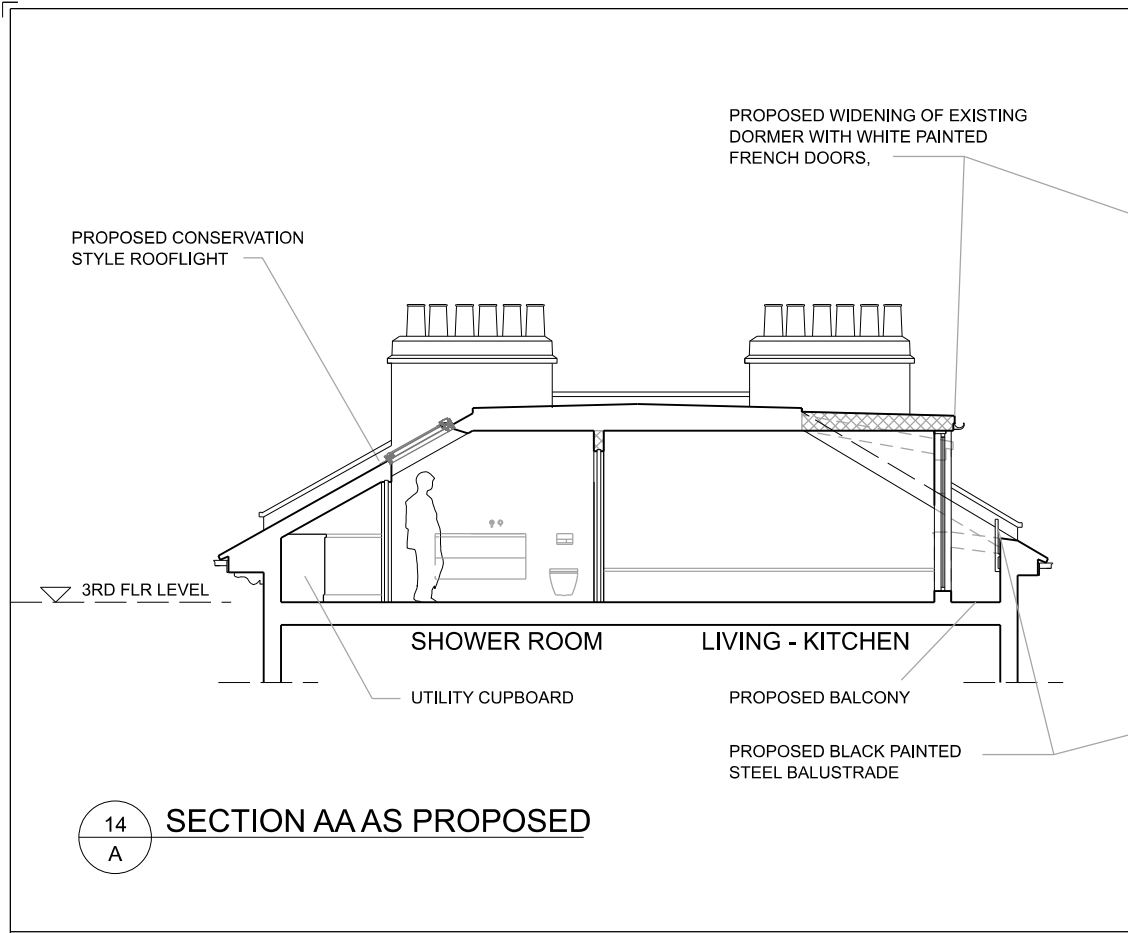 PROPOSED WIDENING OF EXISTING
DORMER WITH WHITE PAINTED
FRENCH DOORS,
PROPOSED CONSERVATION
STYLE ROOFLIGHT
3RD FLR LEVEL
SHOWER ROOM
LIVING - KITCHEN
UTILITY CUPBOARD
PROPOSED BALCONY
PROPOSED BLACK PAINTED
STEEL BALUSTRADE
14
A
SECTION AA AS PROPOSED